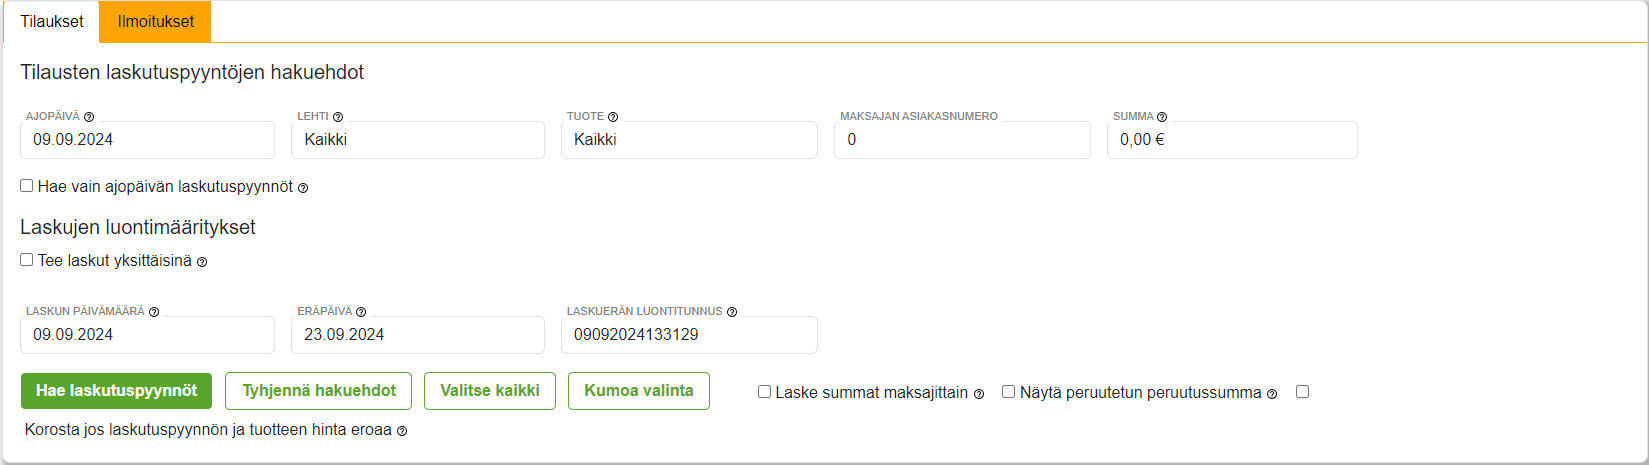 Tilaukset Ilmoitukset
Tilausten laskutuspyyntöjen hakuehdot
AJOPÄIVÄ LEHTI TUOTE MAKSAJAN ASIAKASNUMERO SUMMA
09.09.2024 Kaikki Kaikki 0 0,00 €
Hae vain ajopäivän laskutuspyynnöt
Laskujen luontimääritykset
Tee laskut yksittäisinä
LASKUN PÄIVÄMÄÄRÄ ERÄPÄIVÄ LASKUERÄN LUONTITUNNUS
09.09.2024 23.09.2024 09092024133129
Hae laskutuspyynnöt Tyhjennä hakuehdot Valitse kaikki Kumoa valinta Laske summat maksajittain Näytä peruutetun peruutussumma
Korosta jos laskutuspyynnön ja tuotteen hinta eroaa